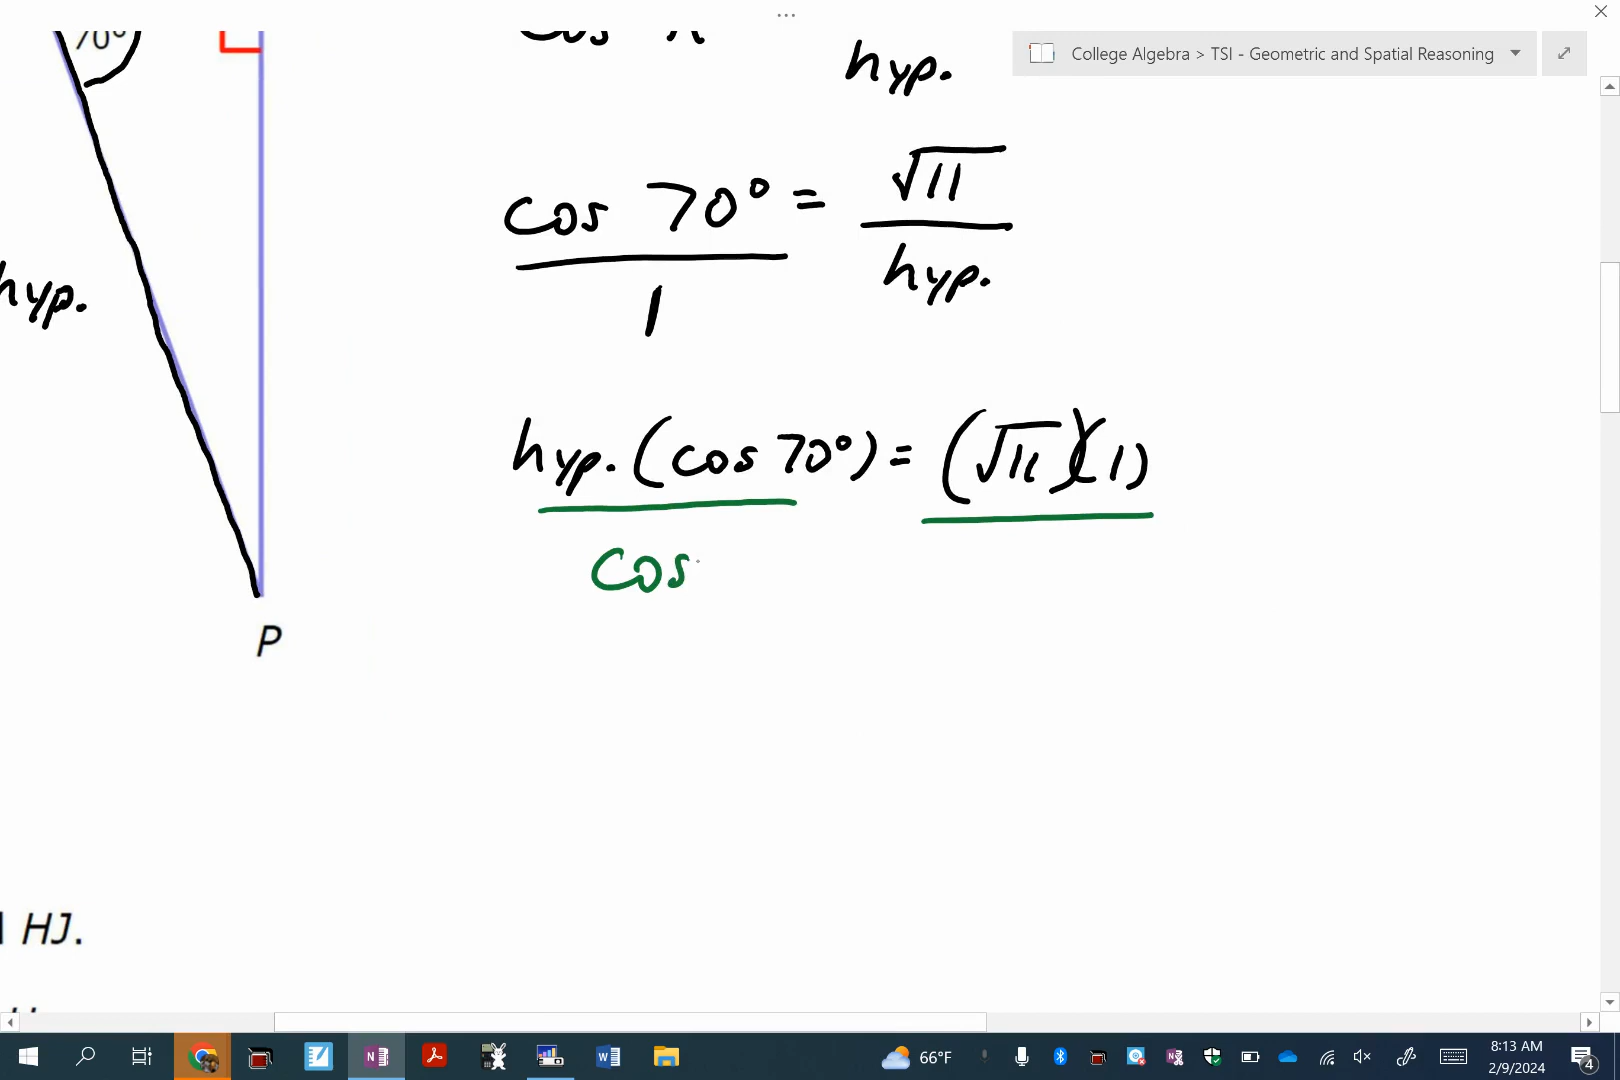 70°
hyp.
College Algebra > TSI - Geometric and Spatial Reasoning
cos 70° = √11
1 hyp.
hyp.
hyp. (cos 70°) = (√11)(1)
cos
P
HJ.
66°F
8:13 AM
2/9/2024
4